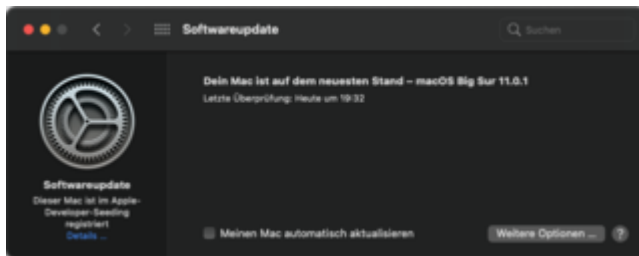 Softwareupdate
Suchen
Dein Mac ist auf dem neuesten Stand – macOS Big Sur 11.0.1
Letzte Überprüfung: Heute um 19:32
Softwareupdate
Dieser Mac ist im Apple-
Developer-Seeding
registriert
Details ...
Meinen Mac automatisch aktualisieren
Weitere Optionen ...
?